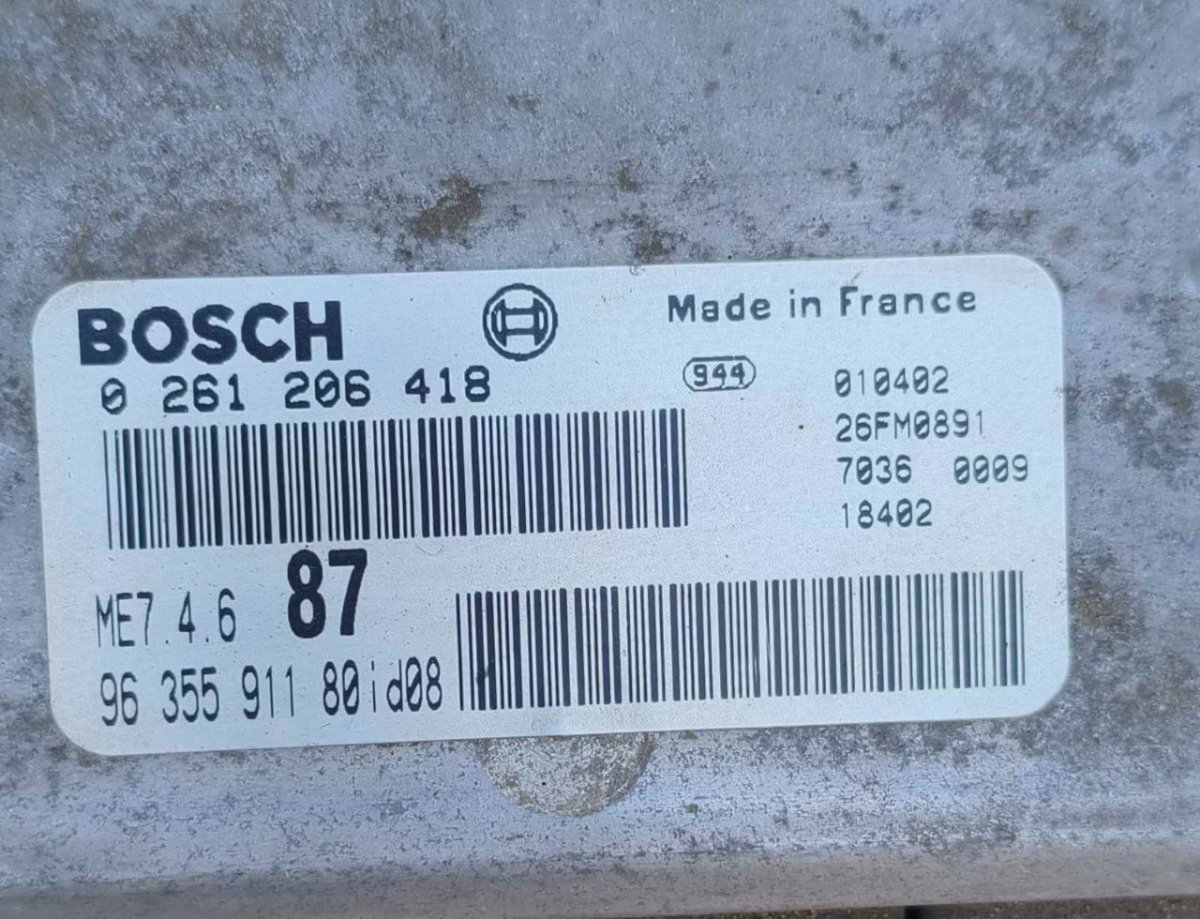 BOSCH
Made in France
0 261 206 418
944
010402
26FM0891
7036 0009
18402
ME7.4.6 87
96 355 911 80id08